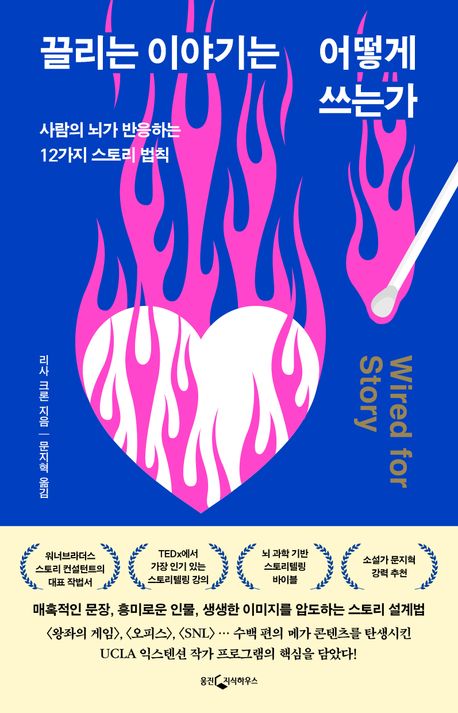 끌리는 이야기는 어떻게
쓰는가
사람의 뇌가 반응하는
12가지 스토리 법칙
Wired for
Story
리사 크론 지음 | 문지혁 옮김
워너브라더스
스토리 컨설턴트의
대표 작법서
TEDx에서
가장 인기 있는
스토리텔링 강의
뇌 과학 기반
스토리텔링
바이블
소설가 문지혁
강력 추천
매혹적인 문장, 흥미로운 인물, 생생한 이미지를 압도하는 스토리 설계법
〈왕좌의 게임〉, 〈오피스〉, 〈SNL〉 … 수백 편의 메가 콘텐츠를 탄생시킨
UCLA 익스텐션 작가 프로그램의 핵심을 담았다!
웅진 지식하우스